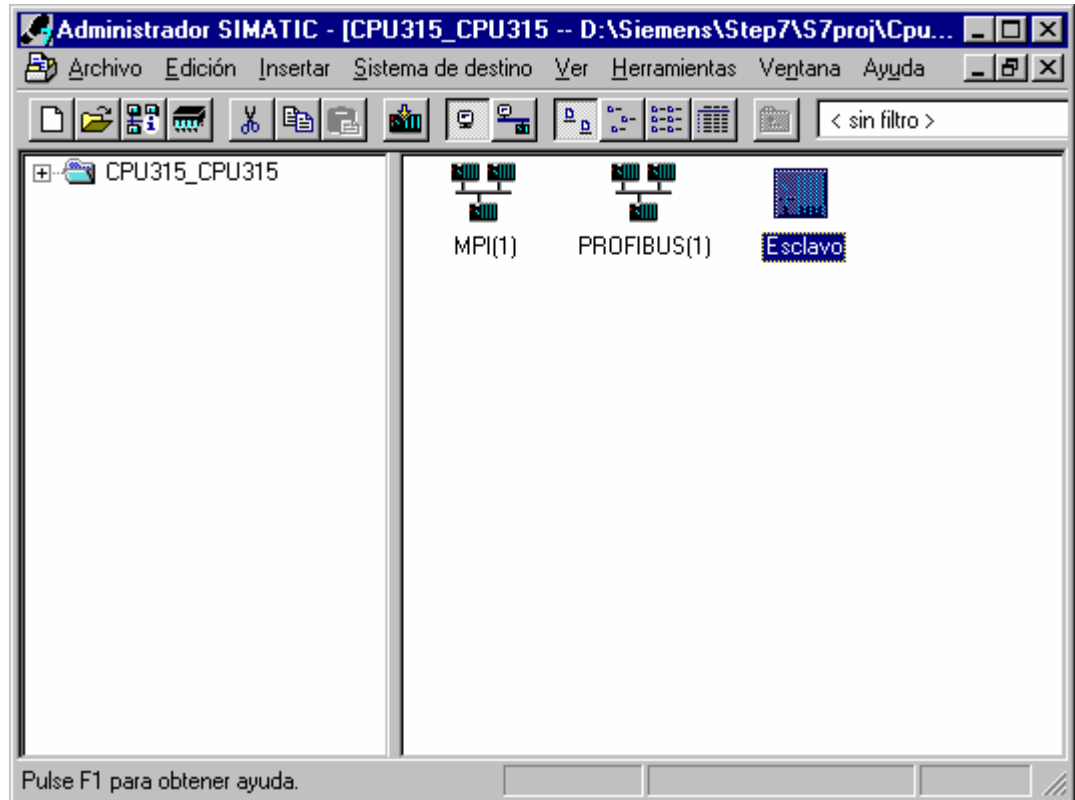 Administrador SIMATIC - [CPU315_CPU315 -- D:\Siemens\Step7\S7proj\Cpu...
Archivo Edición Insertar Sistema de destino Ver Herramientas Ventana Ayuda
< sin filtro >
CPU315_CPU315
MPI(1) PROFIBUS(1) Esclavo
Pulse F1 para obtener ayuda.